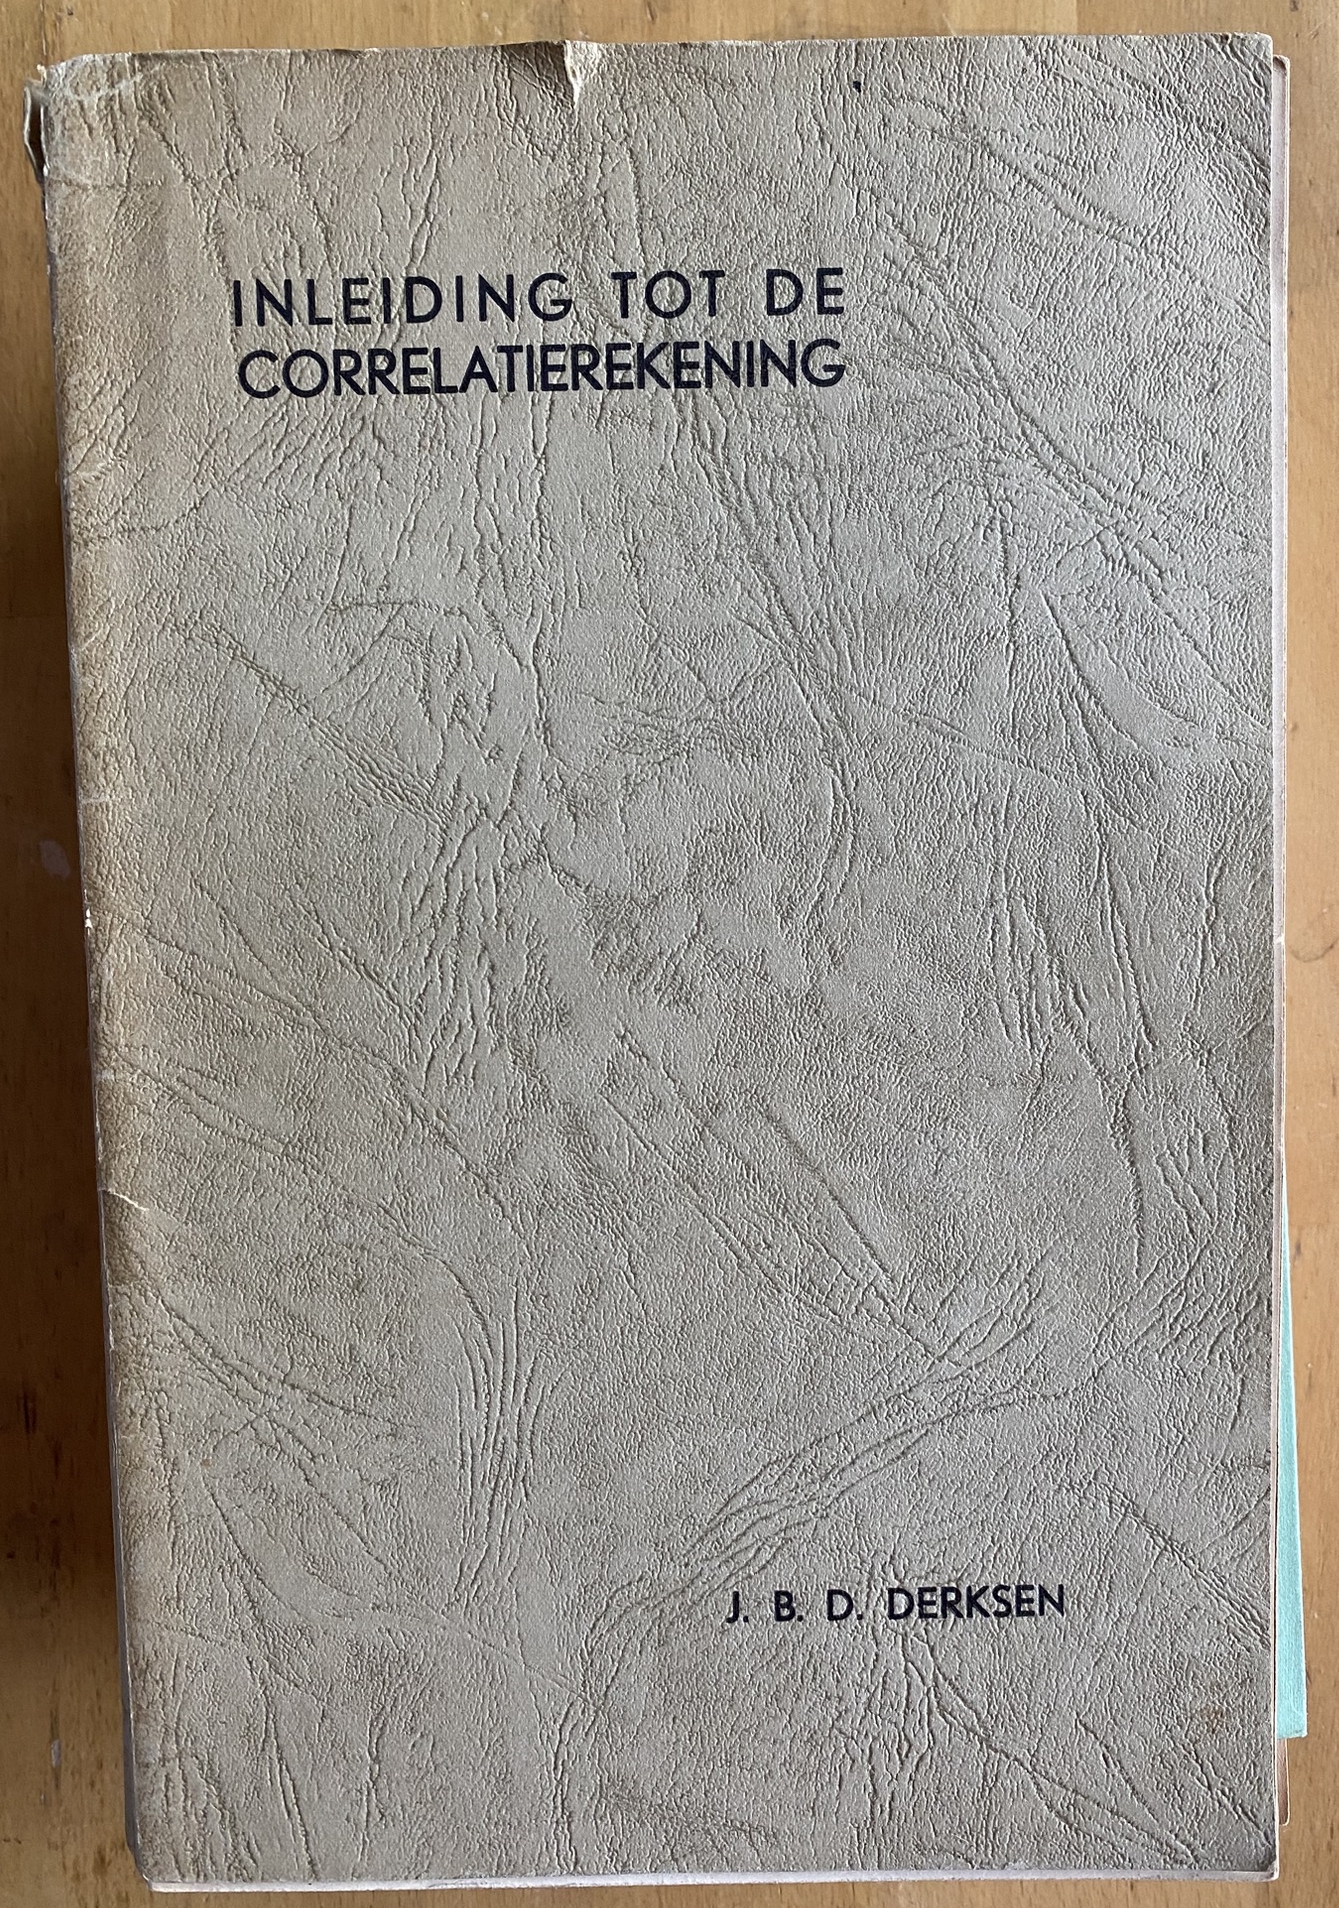 INLEIDING TOT DE
CORRELATIEREKENING
J. B. D. DERKSEN